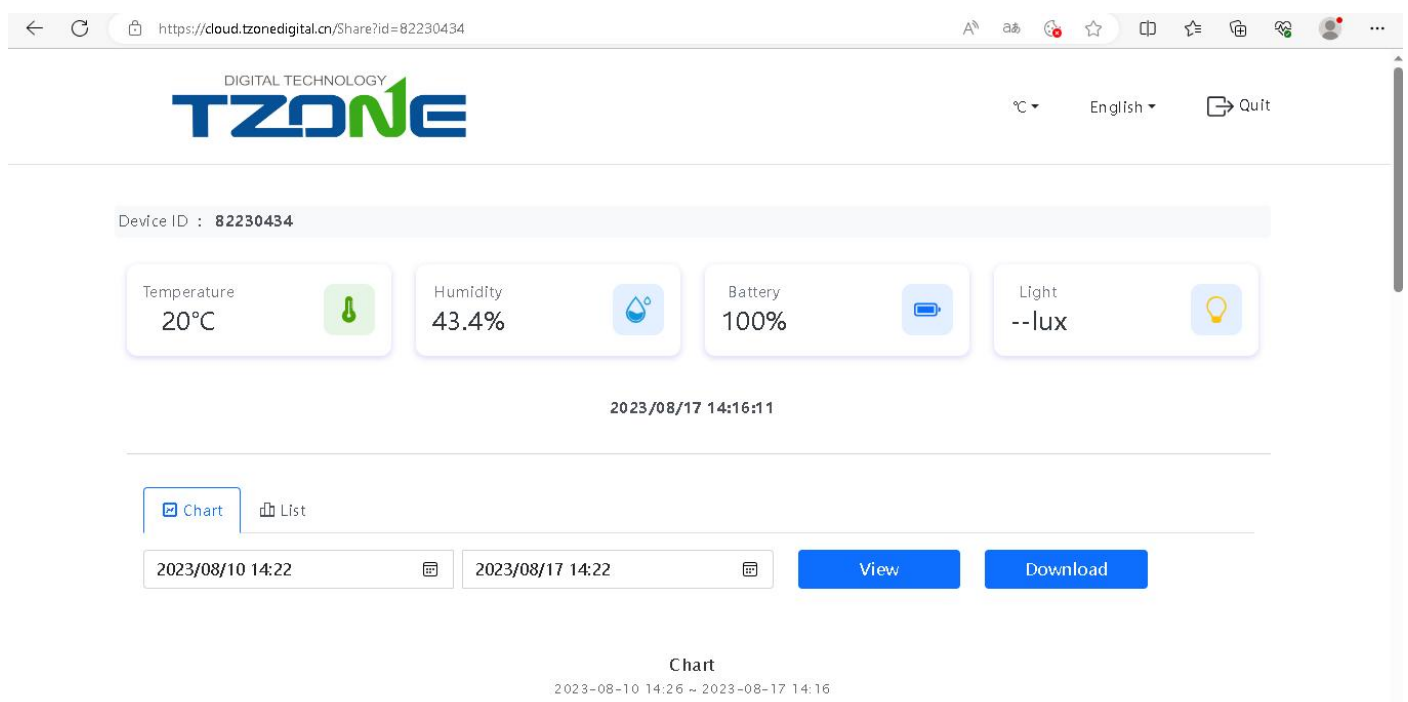 https://cloud.tzonedigital.cn/Share?id=82230434
DIGITAL TECHNOLOGY
TZONE
℃ English Quit
Device ID : 82230434
Temperature Humidity Battery Light
20℃ 43.4% 100% --lux
2023/08/17 14:16:11
Chart List
2023/08/10 14:22 2023/08/17 14:22 View Download
Chart
2023-08-10 14:26 ~ 2023-08-17 14:16